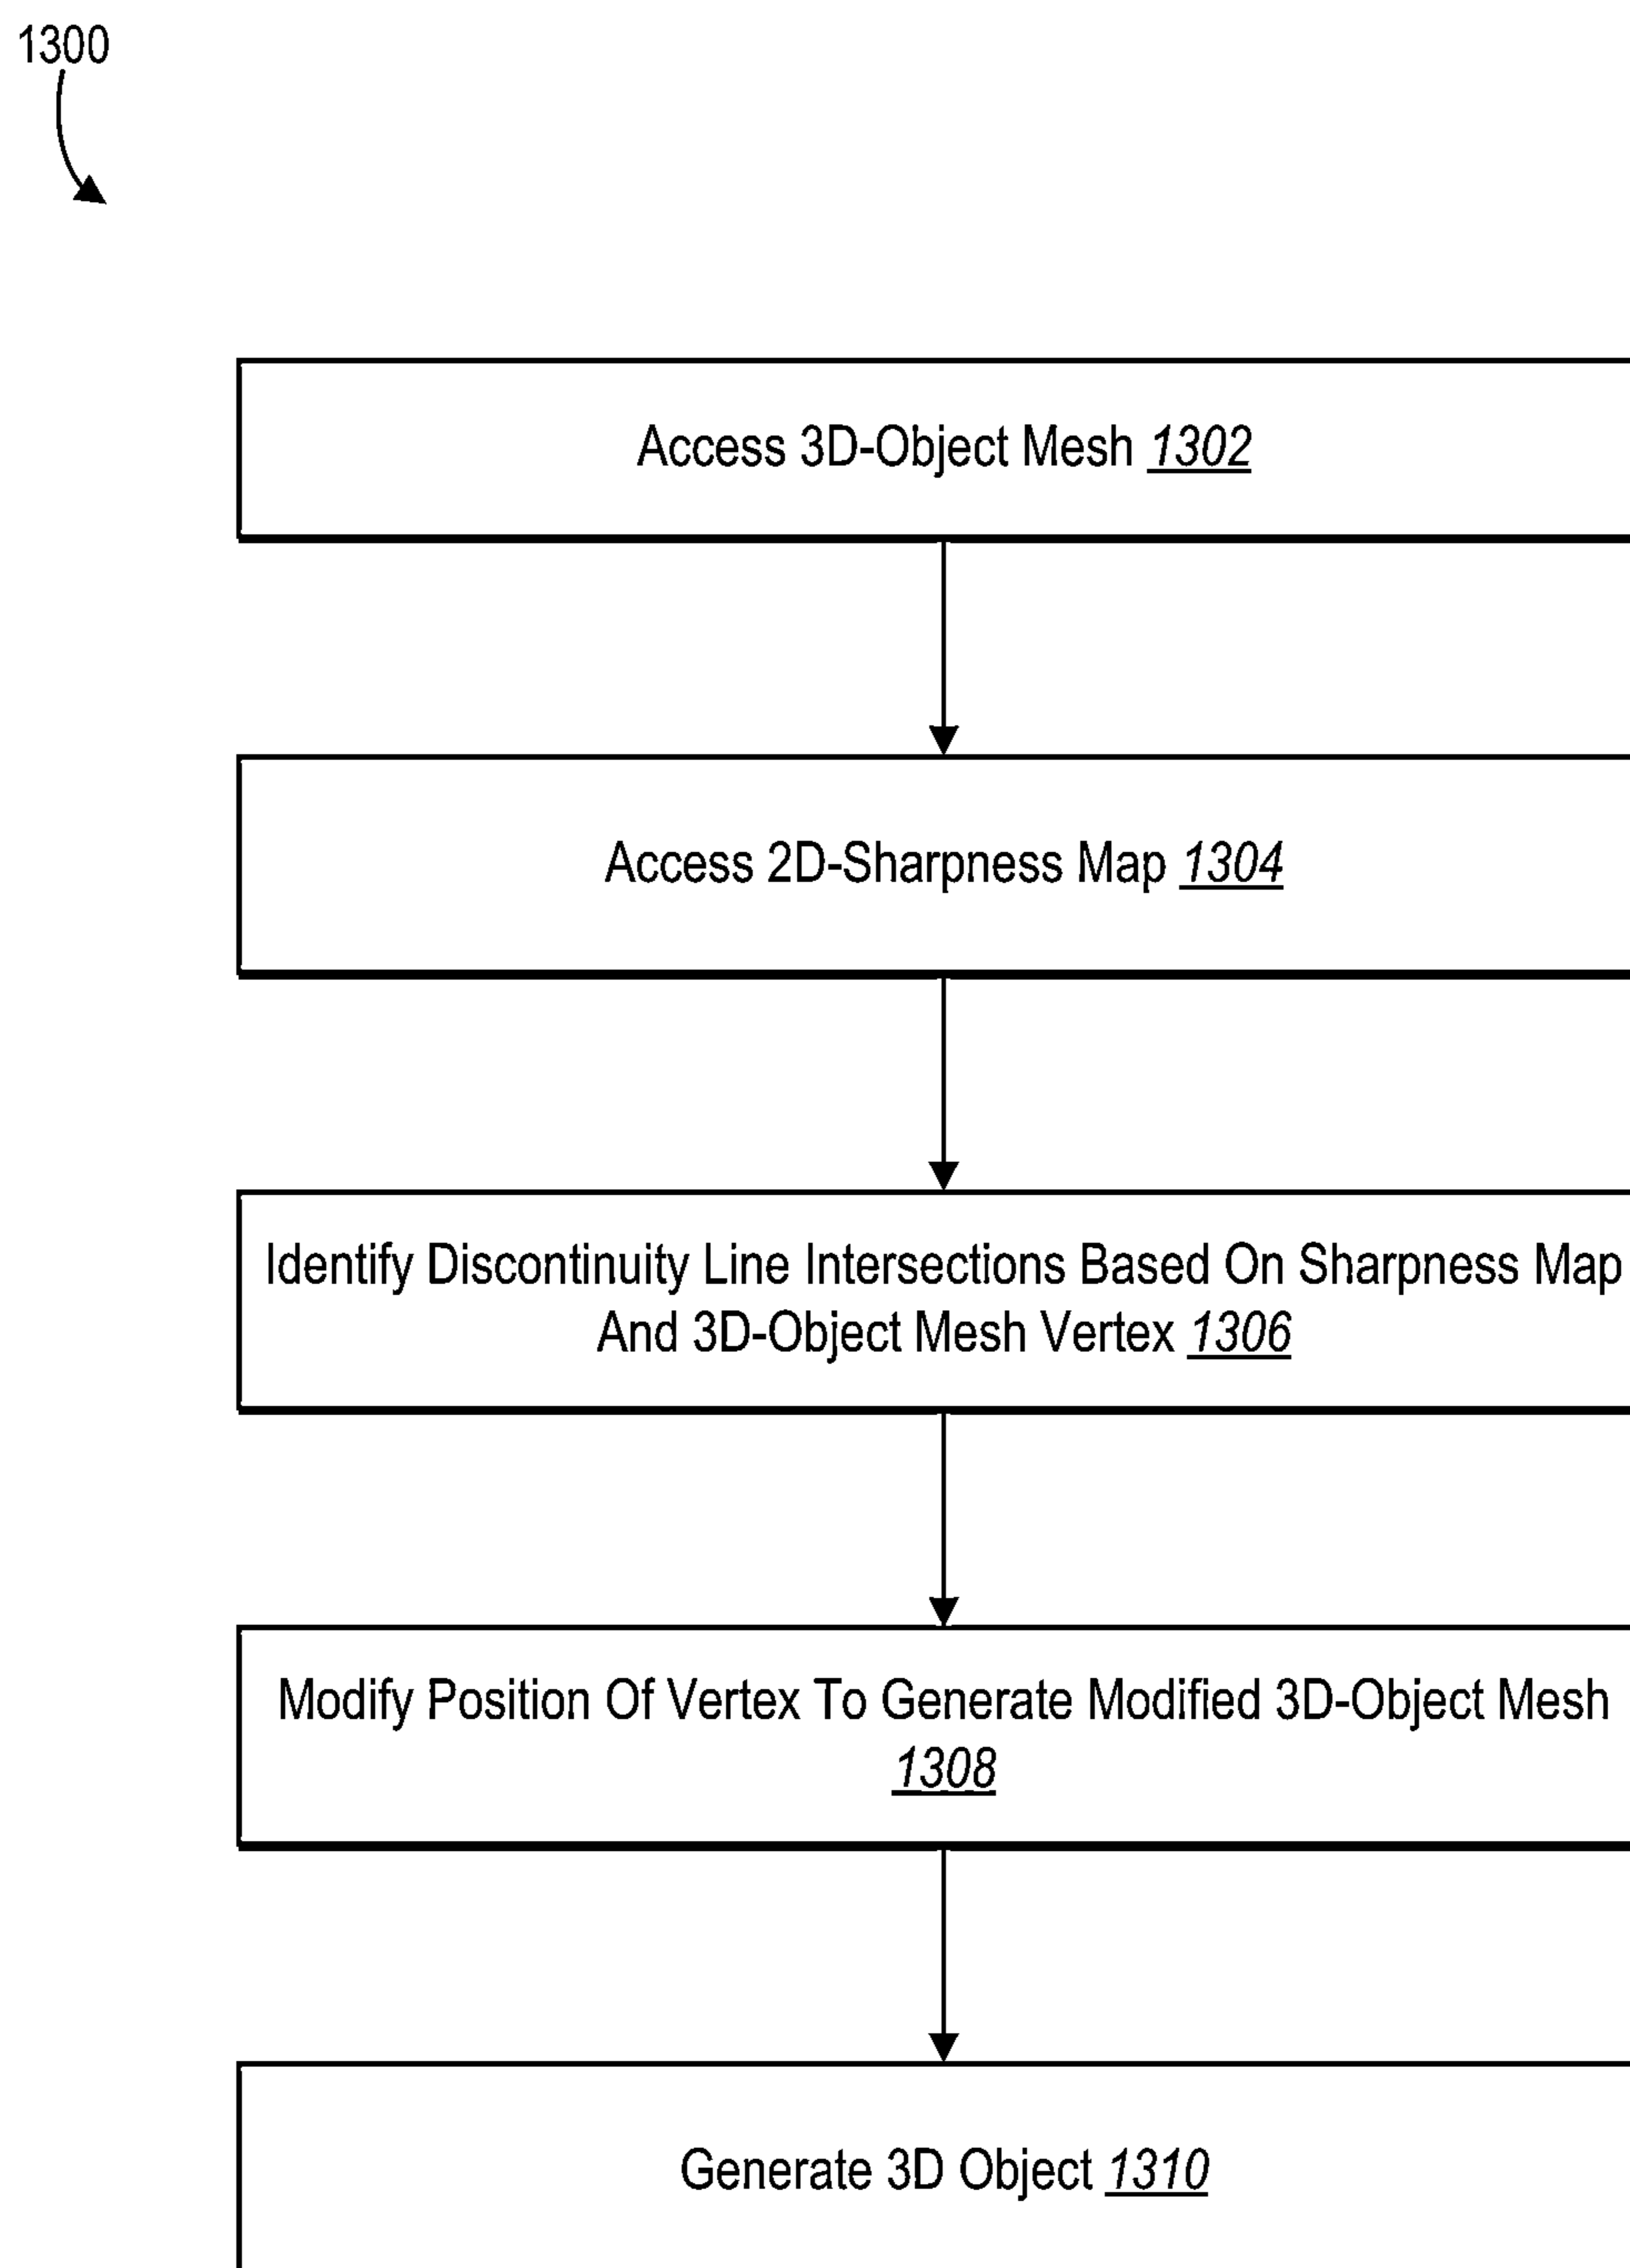 1300
Access 3D-Object Mesh 1302
Access 2D-Sharpness Map 1304
Identify Discontinuity Line Intersections Based On Sharpness Map
And 3D-Object Mesh Vertex 1306
Modify Position Of Vertex To Generate Modified 3D-Object Mesh
1308
Generate 3D Object 1310